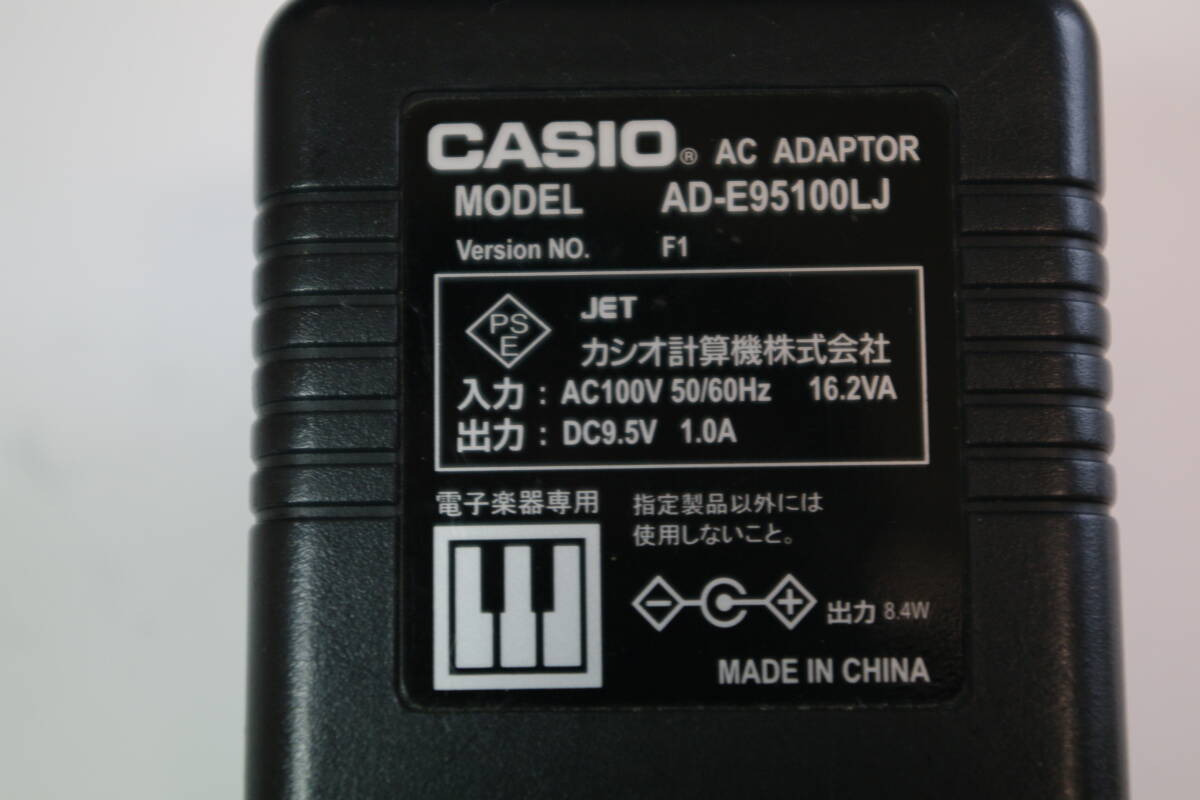 CASIO® AC ADAPTOR
MODEL AD-E95100LJ
Version NO. F1
PS
E
JET
カシオ計算機株式会社
入力 : AC100V 50/60Hz 16.2VA
出力 : DC9.5V 1.0A
電子楽器専用
指定製品以外には
使用しないこと。
出力 8.4W
MADE IN CHINA